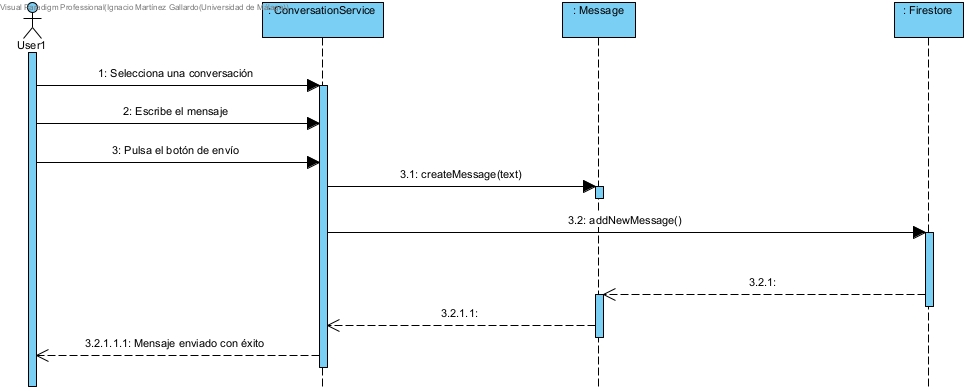 Visual Paradigm Professional(Ignacio Martínez Gallardo(Universidad de Malaga))
: ConversationService
: Message
: Firestore
User1
1: Selecciona una conversación
2: Escribe el mensaje
3: Pulsa el botón de envío
3.1: createMessage(text)
3.2: addNewMessage()
3.2.1:
3.2.1.1:
3.2.1.1.1: Mensaje enviado con éxito